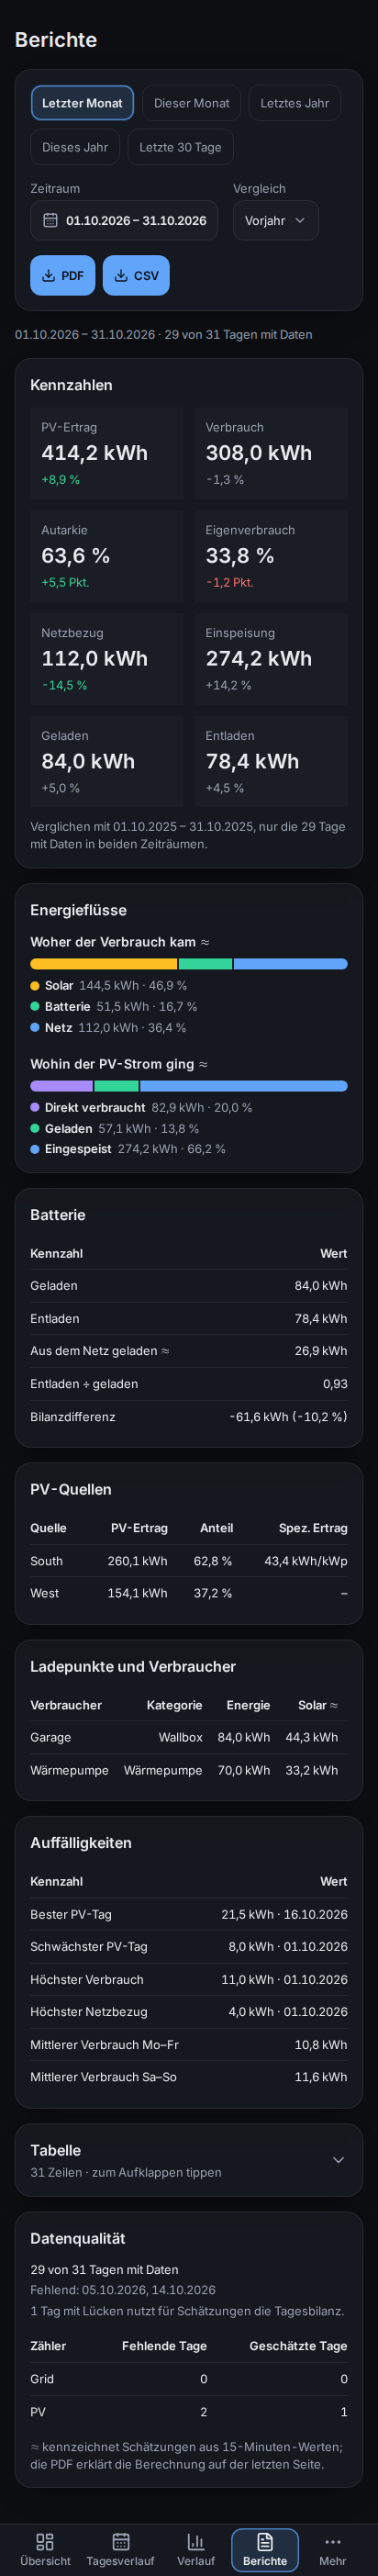 Berichte
Letzter Monat
Dieser Monat
Letztes Jahr
Dieses Jahr
Letzte 30 Tage
Zeitraum
Vergleich
01.10.2026 – 31.10.2026
Vorjahr
PDF
CSV
01.10.2026 – 31.10.2026 · 29 von 31 Tagen mit Daten
Kennzahlen
PV-Ertrag
414,2 kWh
+8,9 %
Verbrauch
308,0 kWh
-1,3 %
Autarkie
63,6 %
+5,5 Pkt.
Eigenverbrauch
33,8 %
-1,2 Pkt.
Netzbezug
112,0 kWh
-14,5 %
Einspeisung
274,2 kWh
+14,2 %
Geladen
84,0 kWh
+5,0 %
Entladen
78,4 kWh
+4,5 %
Verglichen mit 01.10.2025 – 31.10.2025, nur die 29 Tage
mit Daten in beiden Zeiträumen.
Energieflüsse
Woher der Verbrauch kam ≈
Solar 144,5 kWh · 46,9 %
Batterie 51,5 kWh · 16,7 %
Netz 112,0 kWh · 36,4 %
Wohin der PV-Strom ging ≈
Direkt verbraucht 82,9 kWh · 20,0 %
Geladen 57,1 kWh · 13,8 %
Eingespeist 274,2 kWh · 66,2 %
Batterie
Kennzahl Wert
Geladen 84,0 kWh
Entladen 78,4 kWh
Aus dem Netz geladen ≈ 26,9 kWh
Entladen ÷ geladen 0,93
Bilanzdifferenz -61,6 kWh (-10,2 %)
PV-Quellen
Quelle PV-Ertrag Anteil Spez. Ertrag
South 260,1 kWh 62,8 % 43,4 kWh/kWp
West 154,1 kWh 37,2 % –
Ladepunkte und Verbraucher
Verbraucher Kategorie Energie Solar ≈
Garage Wallbox 84,0 kWh 44,3 kWh
Wärmepumpe Wärmepumpe 70,0 kWh 33,2 kWh
Auffälligkeiten
Kennzahl Wert
Bester PV-Tag 21,5 kWh · 16.10.2026
Schwächster PV-Tag 8,0 kWh · 01.10.2026
Höchster Verbrauch 11,0 kWh · 01.10.2026
Höchster Netzbezug 4,0 kWh · 01.10.2026
Mittlerer Verbrauch Mo–Fr 10,8 kWh
Mittlerer Verbrauch Sa–So 11,6 kWh
Tabelle
31 Zeilen · zum Aufklappen tippen
Datenqualität
29 von 31 Tagen mit Daten
Fehlend: 05.10.2026, 14.10.2026
1 Tag mit Lücken nutzt für Schätzungen die Tagesbilanz.
Zähler Fehlende Tage Geschätzte Tage
Grid 0 0
PV 2 1
≈ kennzeichnet Schätzungen aus 15-Minuten-Werten;
die PDF erklärt die Berechnung auf der letzten Seite.
Übersicht
Tagesverlauf
Verlauf
Berichte
Mehr